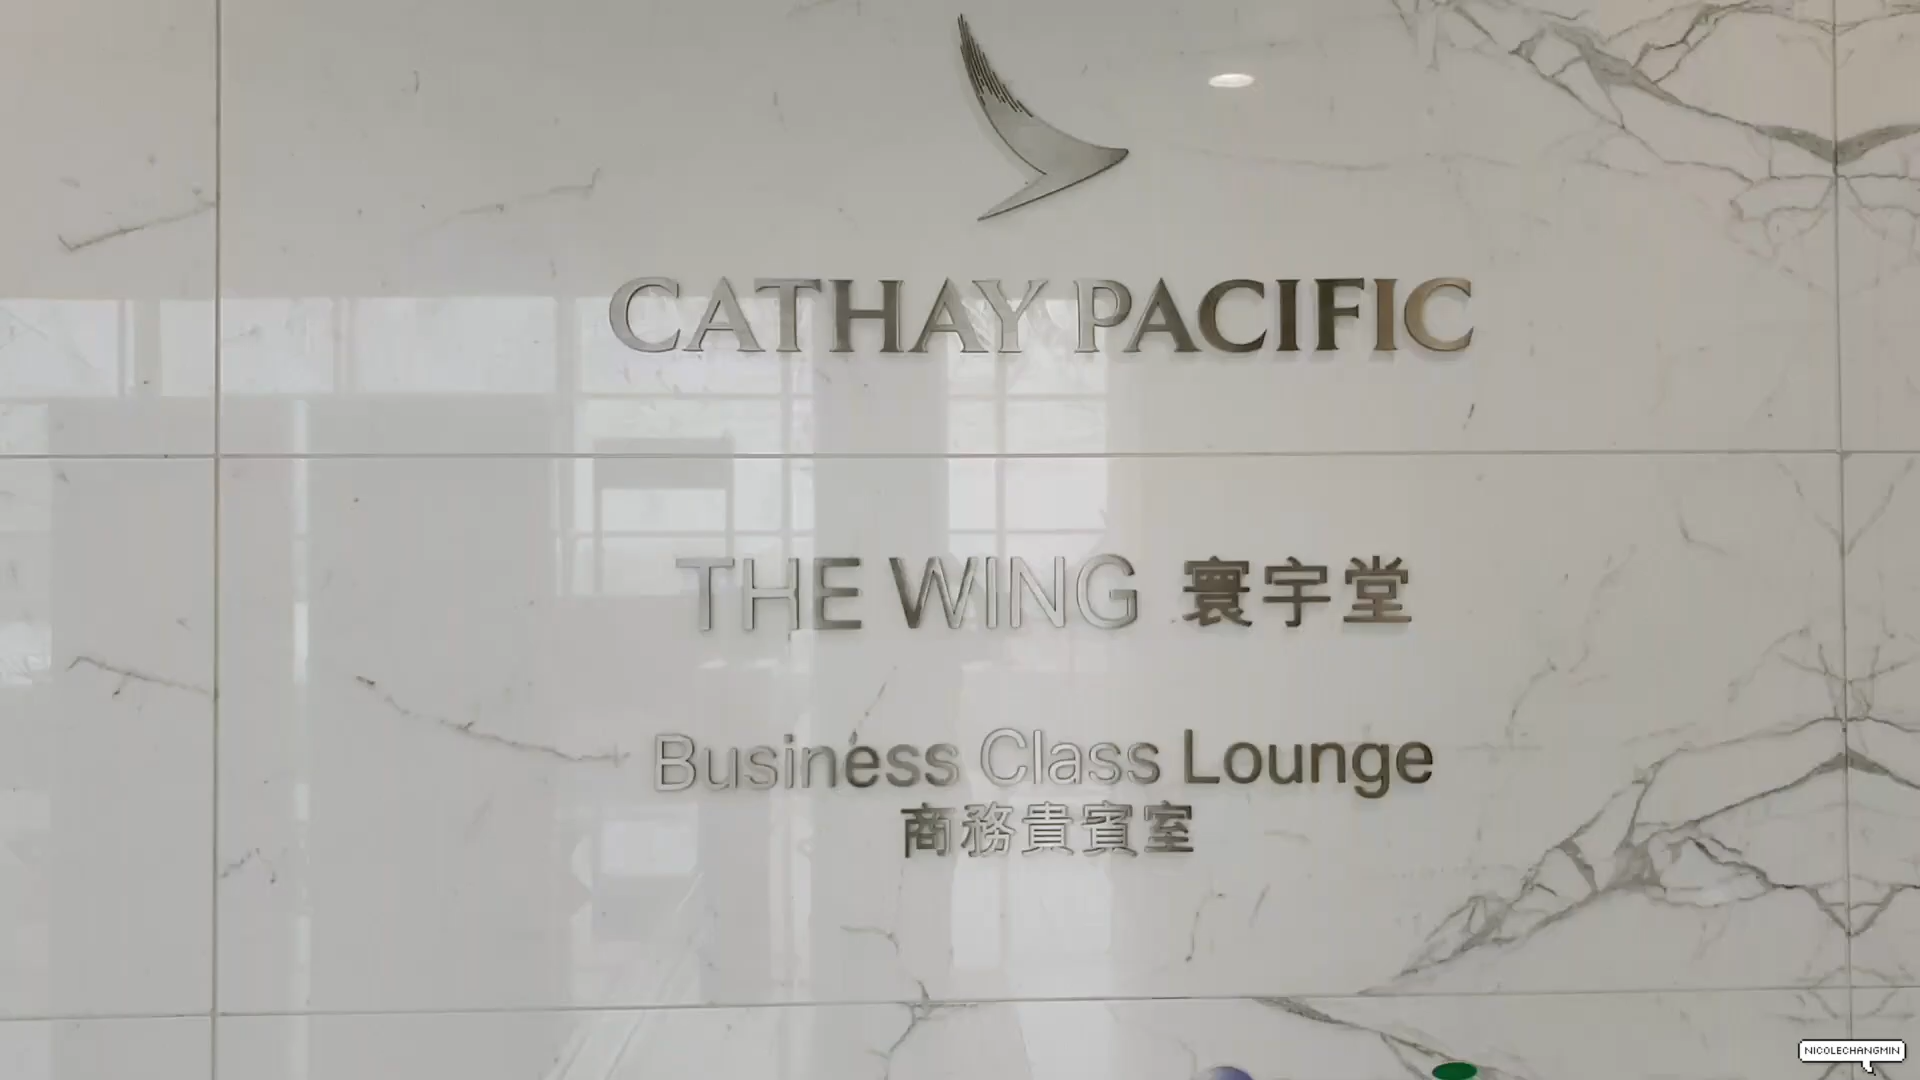 CATHAY PACIFIC
THE WING 寰宇堂
Business Class Lounge
商務貴賓室
NICOLECHANGMIN